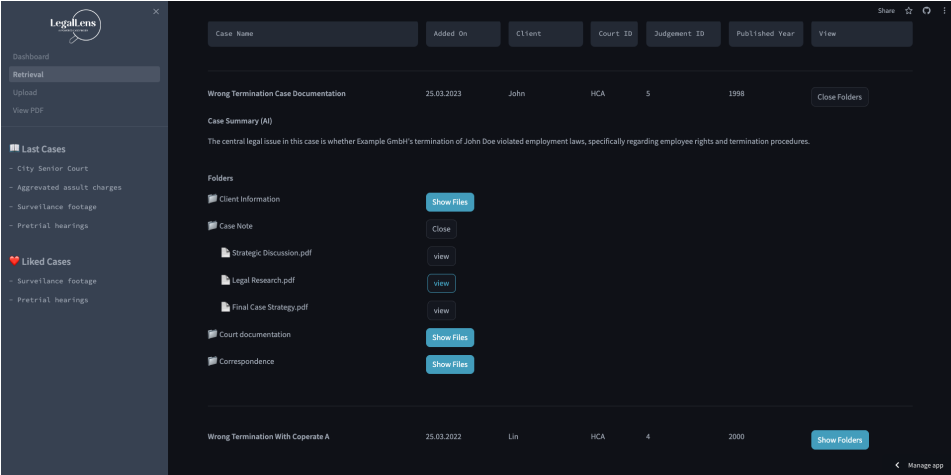 Share
LegalLens
Dashboard
Retrieval
Upload
View PDF
Last Cases
- City Senior Court
- Aggrevated assult charges
- Surveilance footage
- Pretrial hearings
Liked Cases
- Surveilance footage
- Pretrial hearings
Case Name Added On Client Court ID Judgement ID Published Year View
Wrong Termination Case Documentation 25.03.2023 John HCA 5 1998 Close Folders
Case Summary (AI)
The central legal issue in this case is whether Example GmbH's termination of John Doe violated employment laws, specifically regarding employee rights and termination procedures.
Folders
Client Information Show Files
Case Note Close
Strategic Discussion.pdf view
Legal Research.pdf view
Final Case Strategy.pdf view
Court documentation Show Files
Correspondence Show Files
Wrong Termination With Coperate A 25.03.2022 Lin HCA 4 2000 Show Folders
Manage app